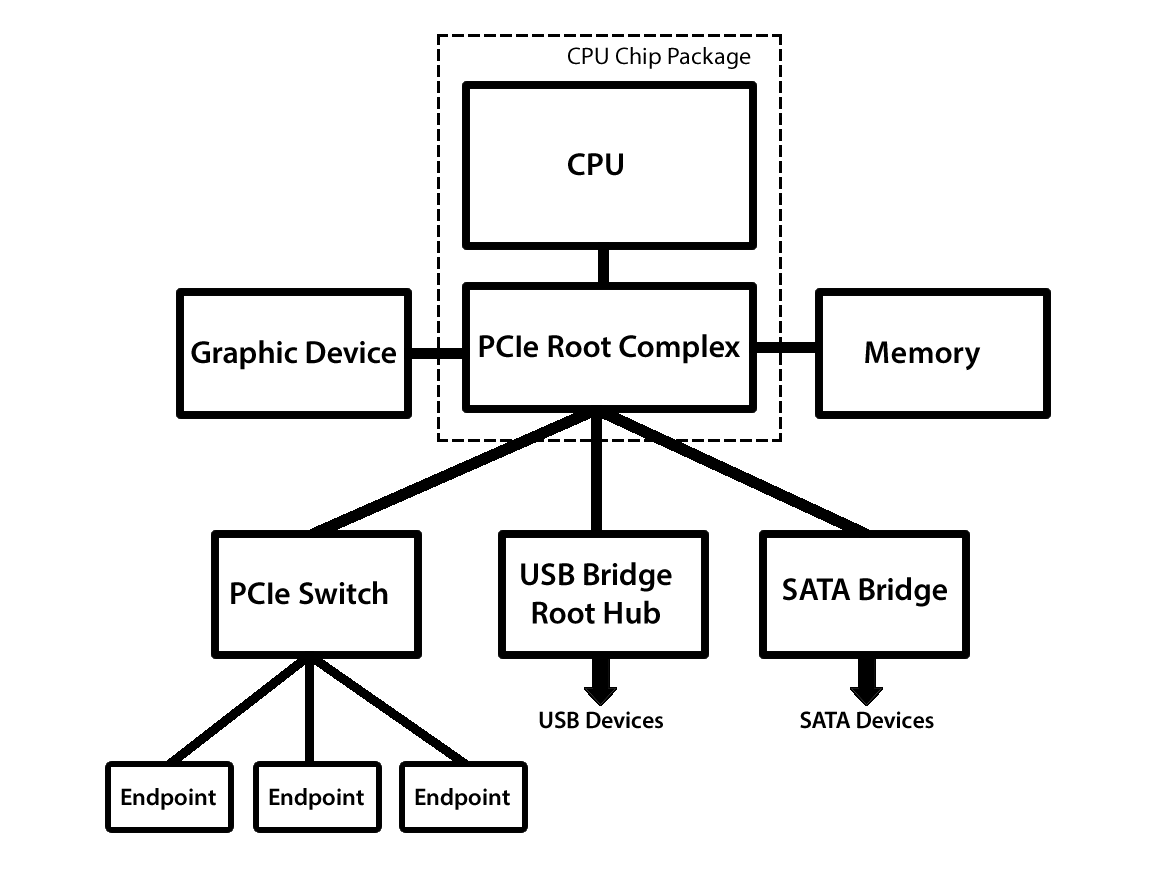 CPU Chip Package
CPU
Graphic Device
PCIe Root Complex
Memory
PCIe Switch
USB Bridge
Root Hub
SATA Bridge
USB Devices
SATA Devices
Endpoint
Endpoint
Endpoint